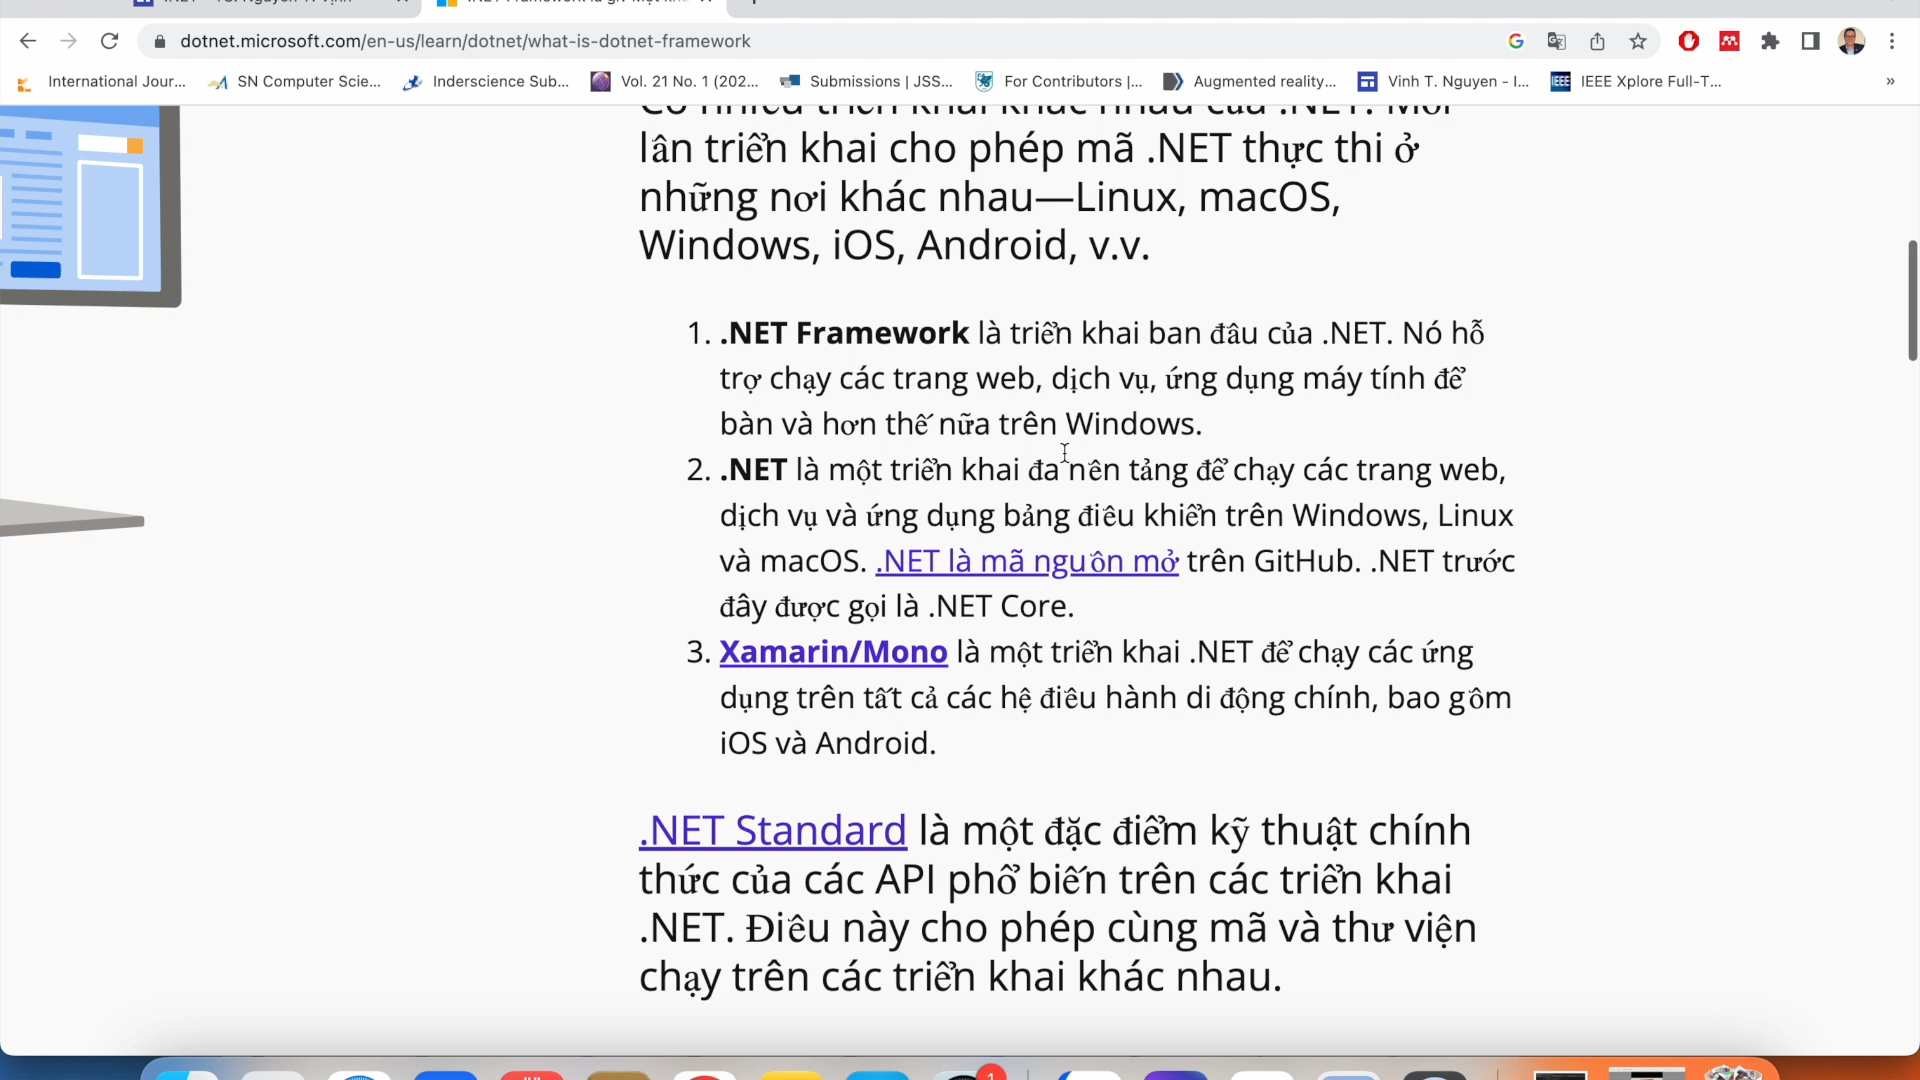 dotnet.microsoft.com/en-us/learn/dotnet/what-is-dotnet-framework
International Jour... SN Computer Scie... Inderscience Sub... Vol. 21 No. 1 (202... Submissions | JSS... For Contributors |... Augmented reality... Vinh T. Nguyen - I... IEEE Xplore Full-T... »
Có nhiều triển khai khác nhau của .NET. Mỗi
lần triển khai cho phép mã .NET thực thi ở
những nơi khác nhau—Linux, macOS,
Windows, iOS, Android, v.v.
1. .NET Framework là triển khai ban đầu của .NET. Nó hỗ
trợ chạy các trang web, dịch vụ, ứng dụng máy tính để
bàn và hơn thế nữa trên Windows.
2. .NET là một triển khai đa nền tảng để chạy các trang web,
dịch vụ và ứng dụng bảng điều khiển trên Windows, Linux
và macOS. .NET là mã nguồn mở trên GitHub. .NET trước
đây được gọi là .NET Core.
3. Xamarin/Mono là một triển khai .NET để chạy các ứng
dụng trên tất cả các hệ điều hành di động chính, bao gồm
iOS và Android.
.NET Standard là một đặc điểm kỹ thuật chính
thức của các API phổ biến trên các triển khai
.NET. Điều này cho phép cùng mã và thư viện
chạy trên các triển khai khác nhau.